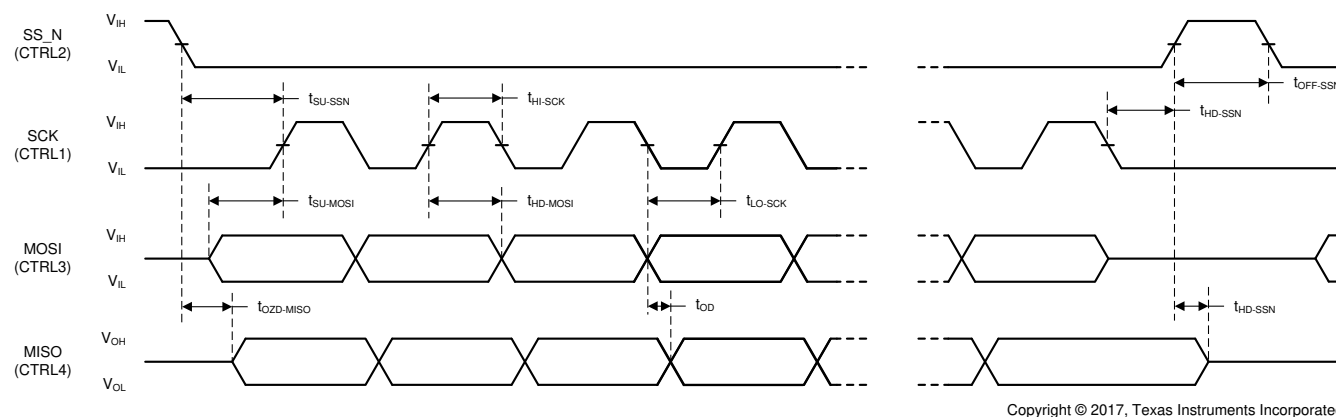 SS_N
(CTRL2)
V_IH
V_IL
t_SU-SSN
t_HI-SCK
t_HD-SSN
t_OFF-SSN
SCK
(CTRL1)
V_IH
V_IL
t_SU-MOSI
t_HD-MOSI
t_LO-SCK
MOSI
(CTRL3)
V_IH
V_IL
t_OZD-MISO
t_OD
t_HD-SSN
MISO
(CTRL4)
V_OH
V_OL
Copyright © 2017, Texas Instruments Incorporate